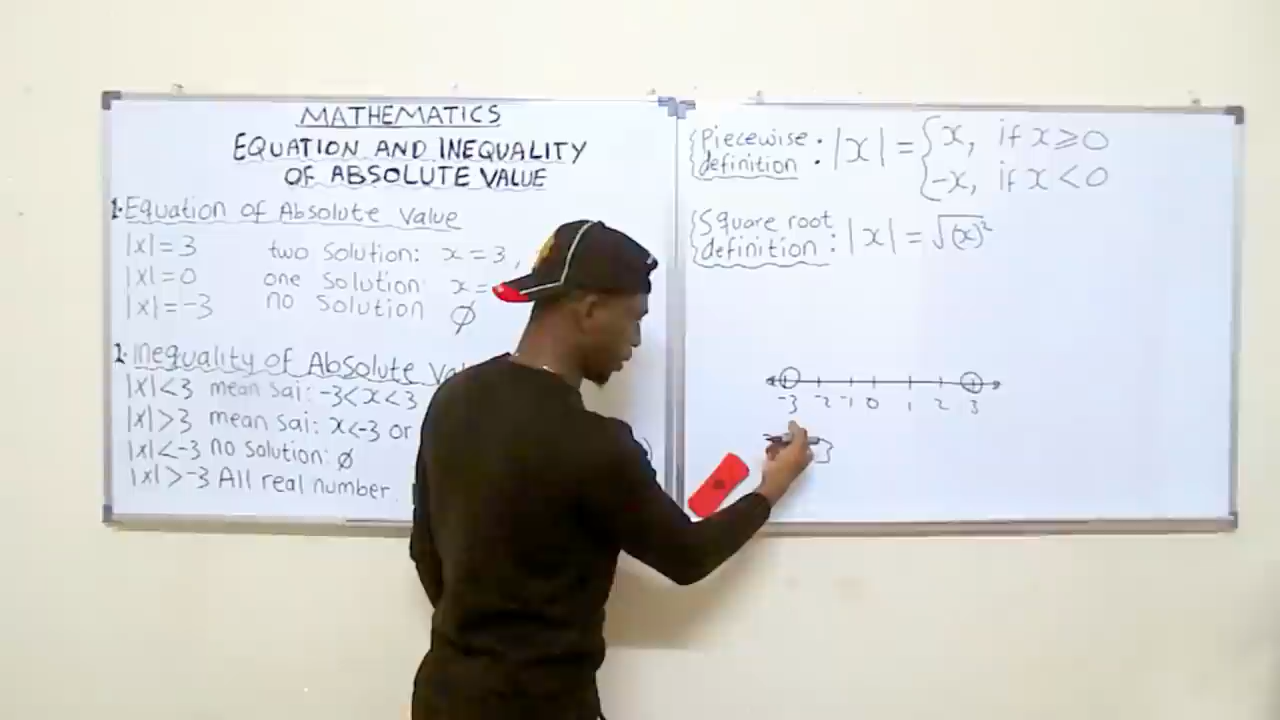 MATHEMATICS
EQUATION AND INEQUALITY
OF ABSOLUTE VALUE
1. Equation of Absolute Value
|x| = 3 two solution: x = 3,
|x| = 0 one solution: x =
|x| = -3 no solution ∅
1. Inequality of Absolute
|x| < 3 mean sai: -3 < x < 3
|x| > 3 mean sai: x < -3 or
|x| < -3 no solution: ∅
|x| > -3 All real number.
Piecewise definition: |x| = { x, if x ≥ 0
-x, if x < 0
Square root
definition: |x| = √(x)²
-3 -2 -1 0 1 2 3
3